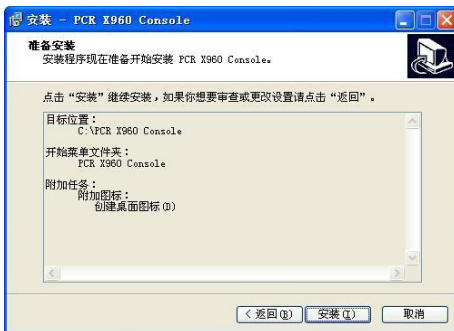 安装 - PCR X960 Console
准备安装
安装程序现在准备开始安装 PCR X960 Console。
点击“安装”继续安装，如果你想要审查或更改设置请点击“返回”。
目标位置：
C:\PCR X960 Console
开始菜单文件夹：
PCR X960 Console
附加任务：
附加图标：
创建桌面图标(D)
< 返回(B)
安装(I)
取消